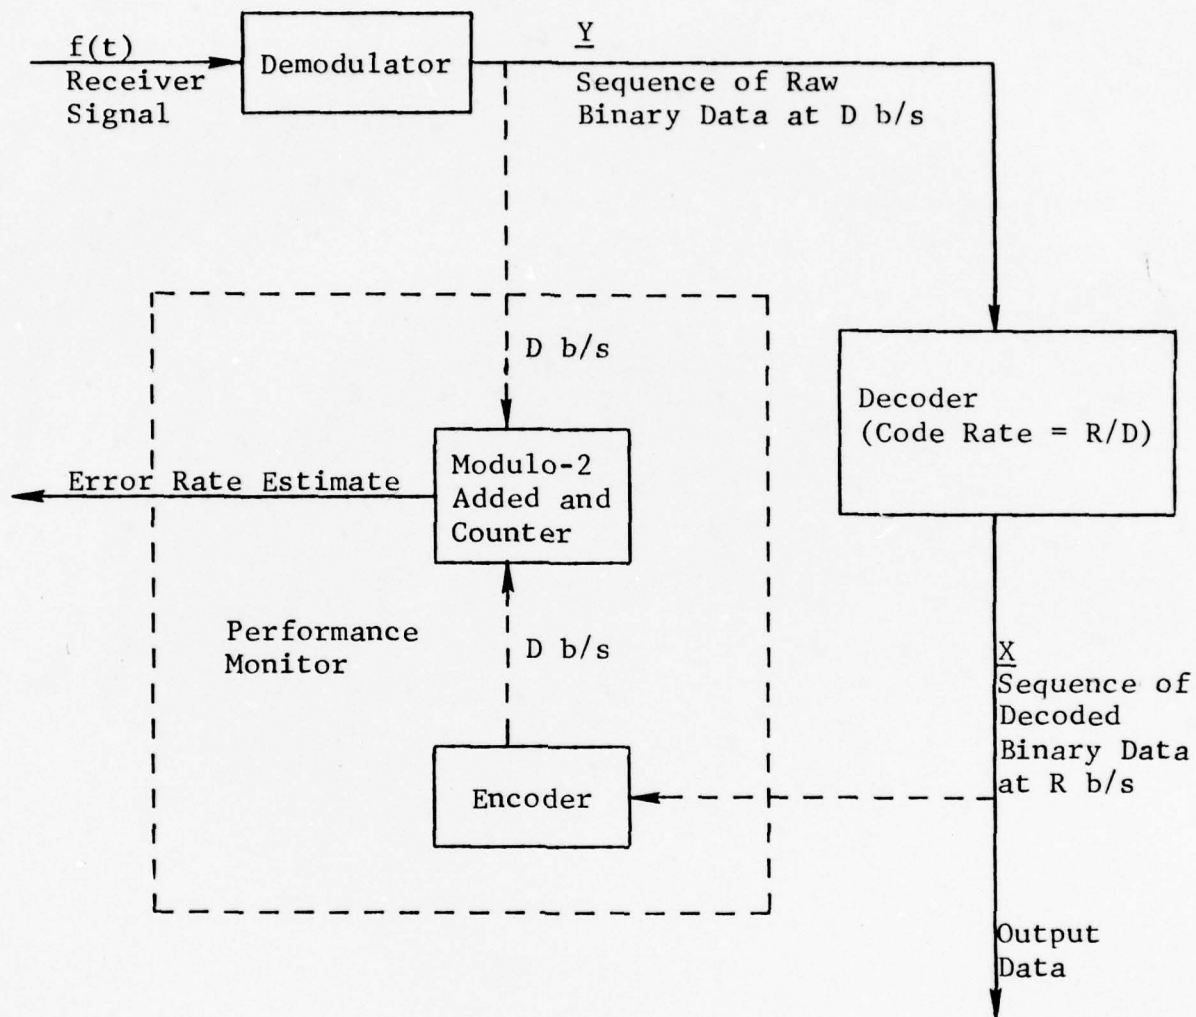 f(t)
Receiver
Signal
Demodulator
Y
Sequence of Raw
Binary Data at D b/s
D b/s
Decoder
(Code Rate = R/D)
Error Rate Estimate
Modulo-2
Added and
Counter
Performance
Monitor
D b/s
X
Sequence of
Decoded
Binary Data
at R b/s
Encoder
Output
Data